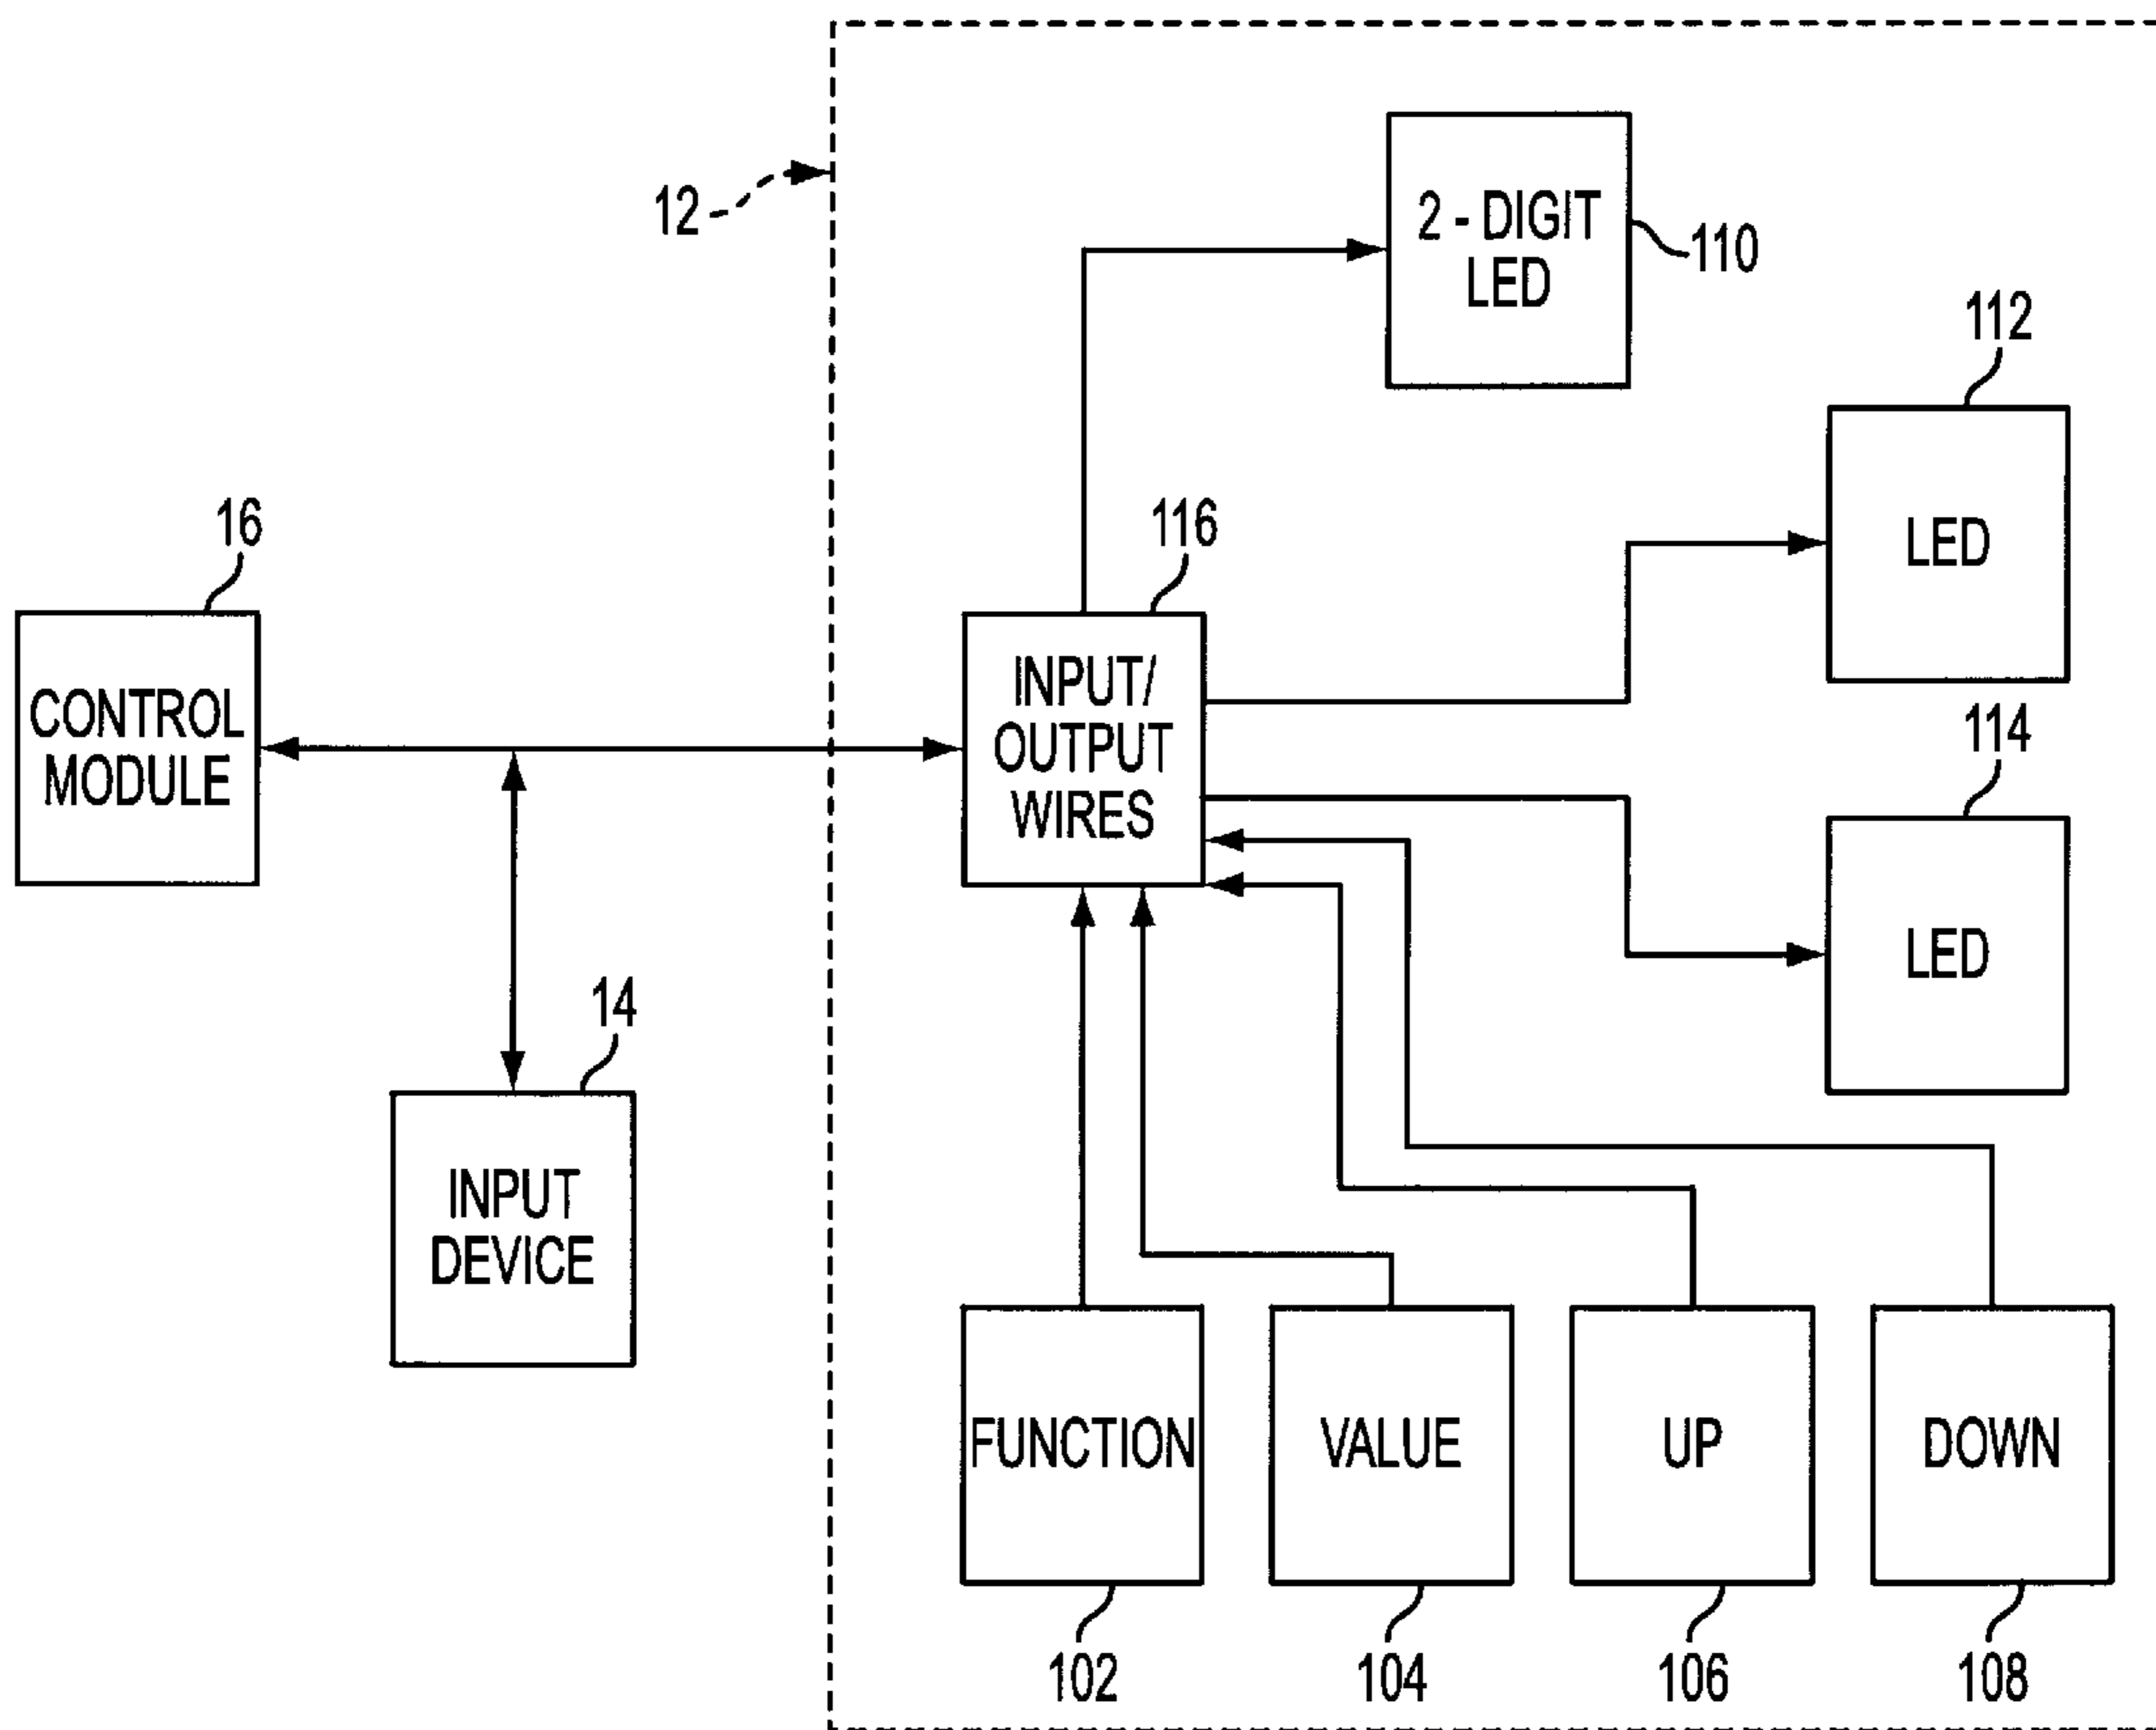 12
2 - DIGIT
LED
110
112
LED
16
CONTROL
MODULE
116
INPUT/
OUTPUT
WIRES
114
LED
14
INPUT
DEVICE
FUNCTION
VALUE
UP
DOWN
102
104
106
108